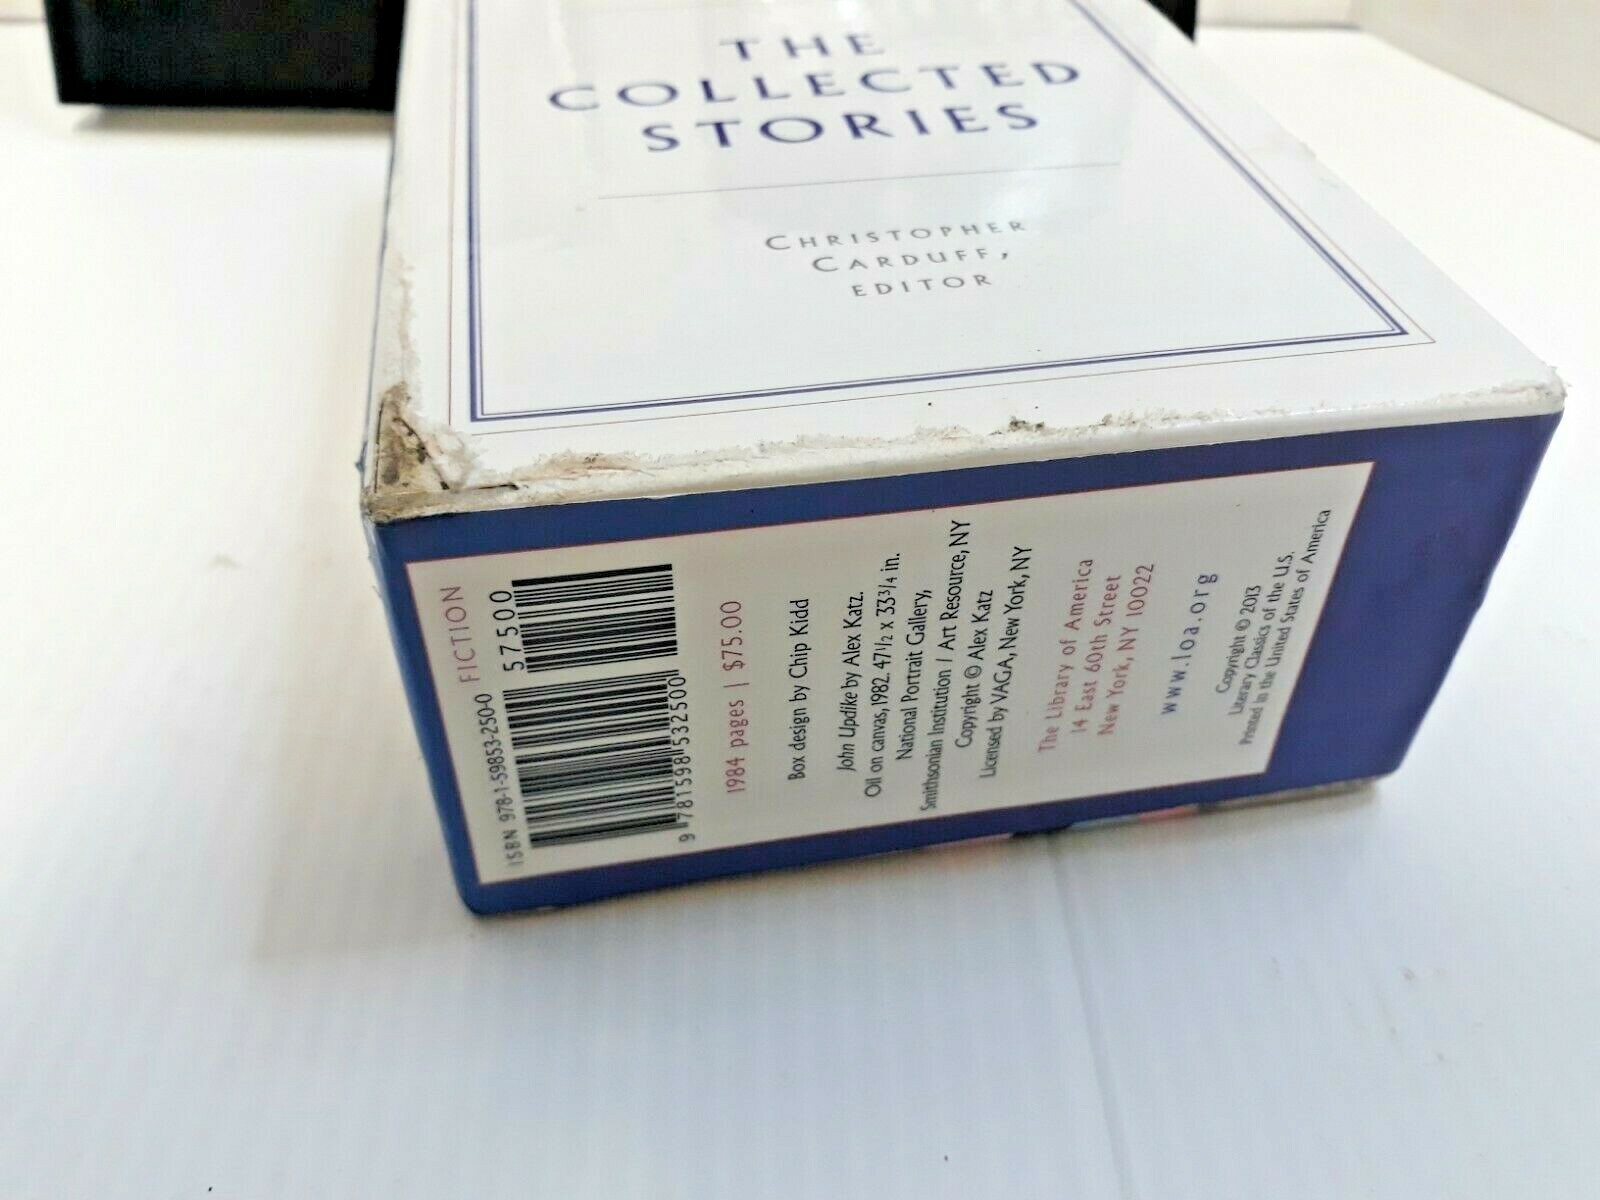 THE
COLLECTED
STORIES
CHRISTOPHER
CARDUFF,
EDITOR
ISBN 978-1-59853-250-0 FICTION
57500
9 781598 532500
1984 pages | $75.00
Box design by Chip Kidd
John Updike by Alex Katz.
Oil on canvas, 1982. 47 1/2 x 33 3/4 in.
National Portrait Gallery,
Smithsonian Institution / Art Resource, NY
Copyright © Alex Katz
Licensed by VAGA, New York, NY
The Library of America
14 East 60th Street
New York, NY 10022
www.loa.org
Copyright © 2013
Literary Classics of the U.S.
Printed in the United States of America